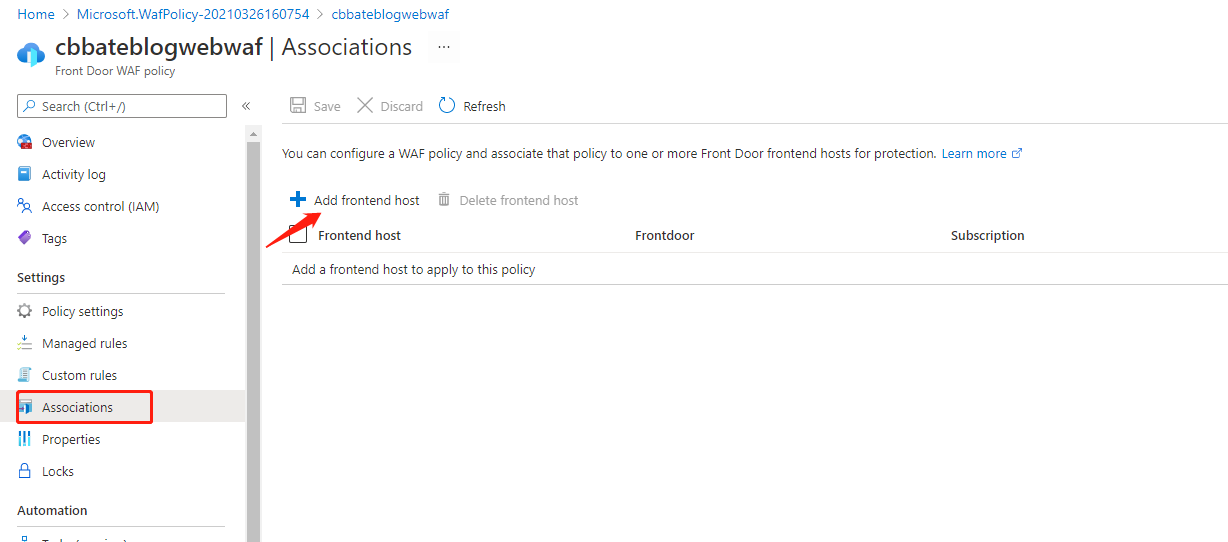 Home > Microsoft.WafPolicy-20210326160754 > cbbateblogwebwaf
cbbateblogwebwaf | Associations ...
Front Door WAF policy
Search (Ctrl+/) «
Save Discard Refresh
Overview
Activity log
Access control (IAM)
Tags
Settings
Policy settings
Managed rules
Custom rules
Associations
Properties
Locks
Automation
You can configure a WAF policy and associate that policy to one or more Front Door frontend hosts for protection. Learn more
Add frontend host Delete frontend host
Frontend host Frontdoor Subscription
Add a frontend host to apply to this policy